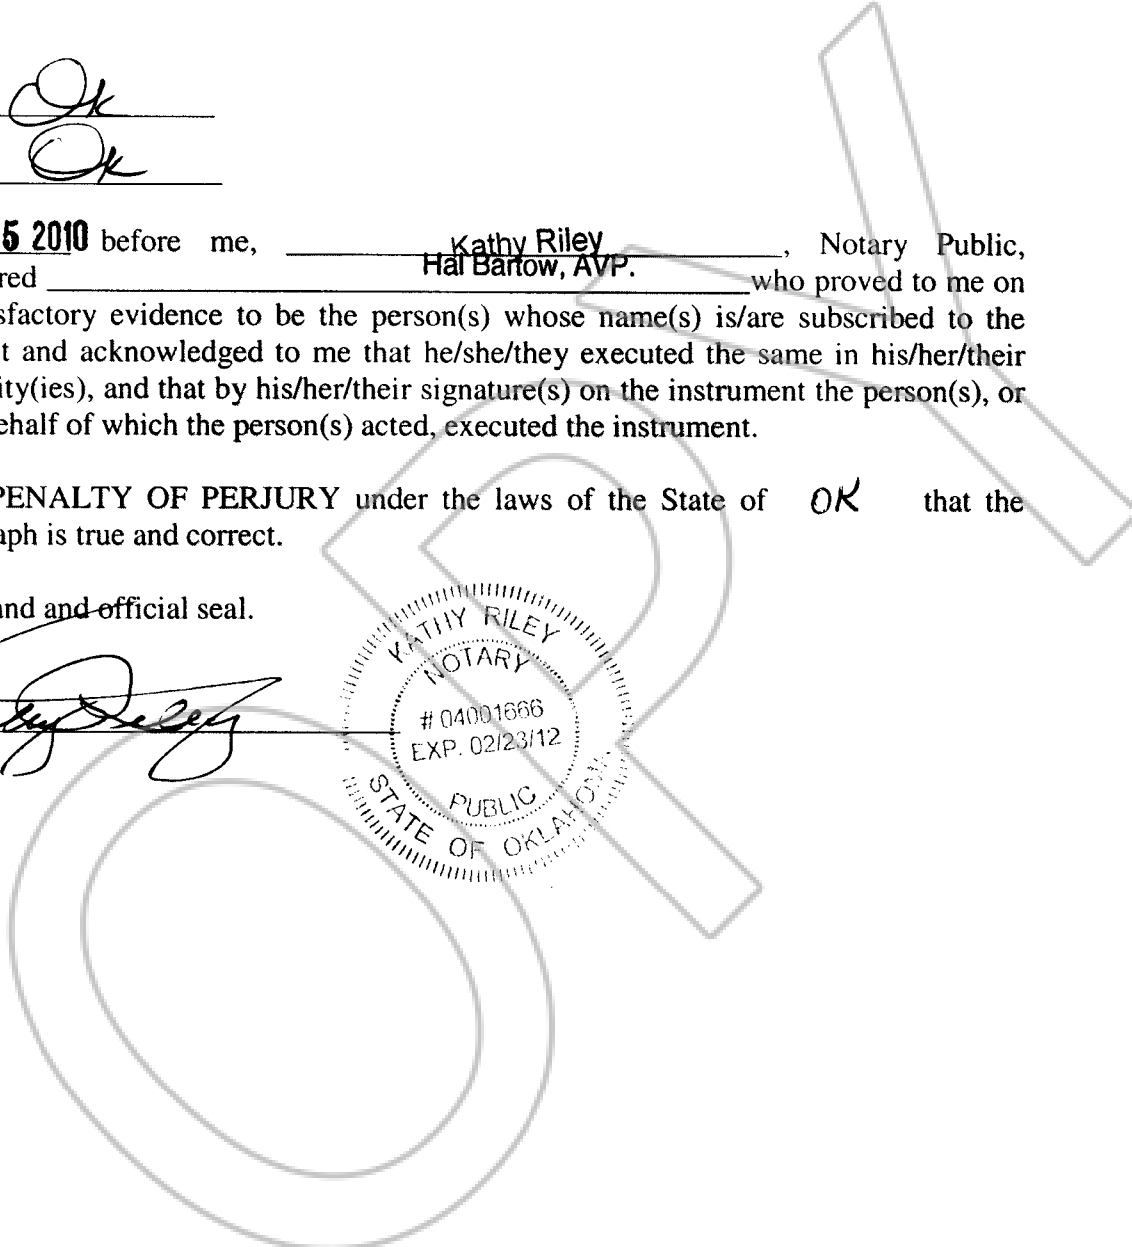 Ok
Ok
5 2010 before me, Kathy Riley, Notary Public,
red Hal Bartow, AVP. who proved to me on
sfactory evidence to be the person(s) whose name(s) is/are subscribed to the
t and acknowledged to me that he/she/they executed the same in his/her/their
ity(ies), and that by his/her/their signature(s) on the instrument the person(s), or
ehalf of which the person(s) acted, executed the instrument.
PENALTY OF PERJURY under the laws of the State of OK that the
aph is true and correct.
and and official seal.
KATHY RILEY
NOTARY
# 04001666
EXP. 02/23/12
PUBLIC
STATE OF OKLAHOMA
OPY